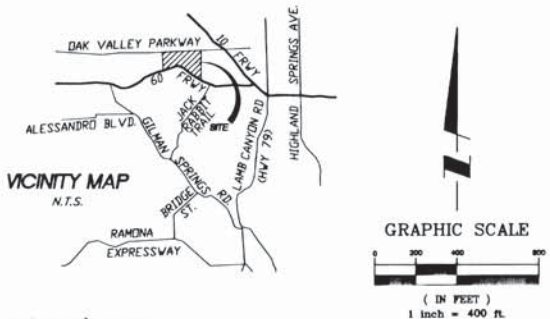 OAK VALLEY PARKWAY
10 FRWY
SPRINGS AVE.
HIGHLAND
60 FRWY
JACK RABBIT TRAIL
SITE
ALESSANDRO BLVD.
GILMAN SPRINGS RD.
LAMB CANYON RD
(HWY 79)
VICINITY MAP
N.T.S.
BRIDGE ST.
RAMONA
EXPRESSWAY
N
GRAPHIC SCALE
0 200 400 800
( IN FEET )
1 inch = 400 ft.